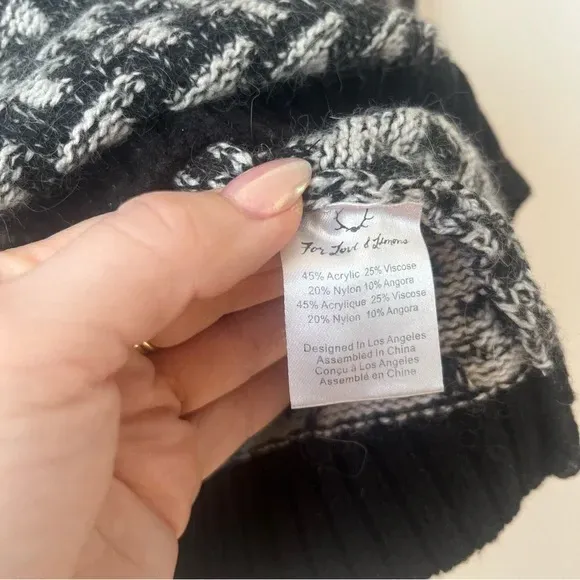 For Love & Lemons
45% Acrylic 25% Viscose
20% Nylon 10% Angore
45% Acrylique 25% Viscose
20% Nylon 10% Angora
Designed In Los Angeles
Assembled in China
Conçu à Los Angeles
Assemblé en Chine